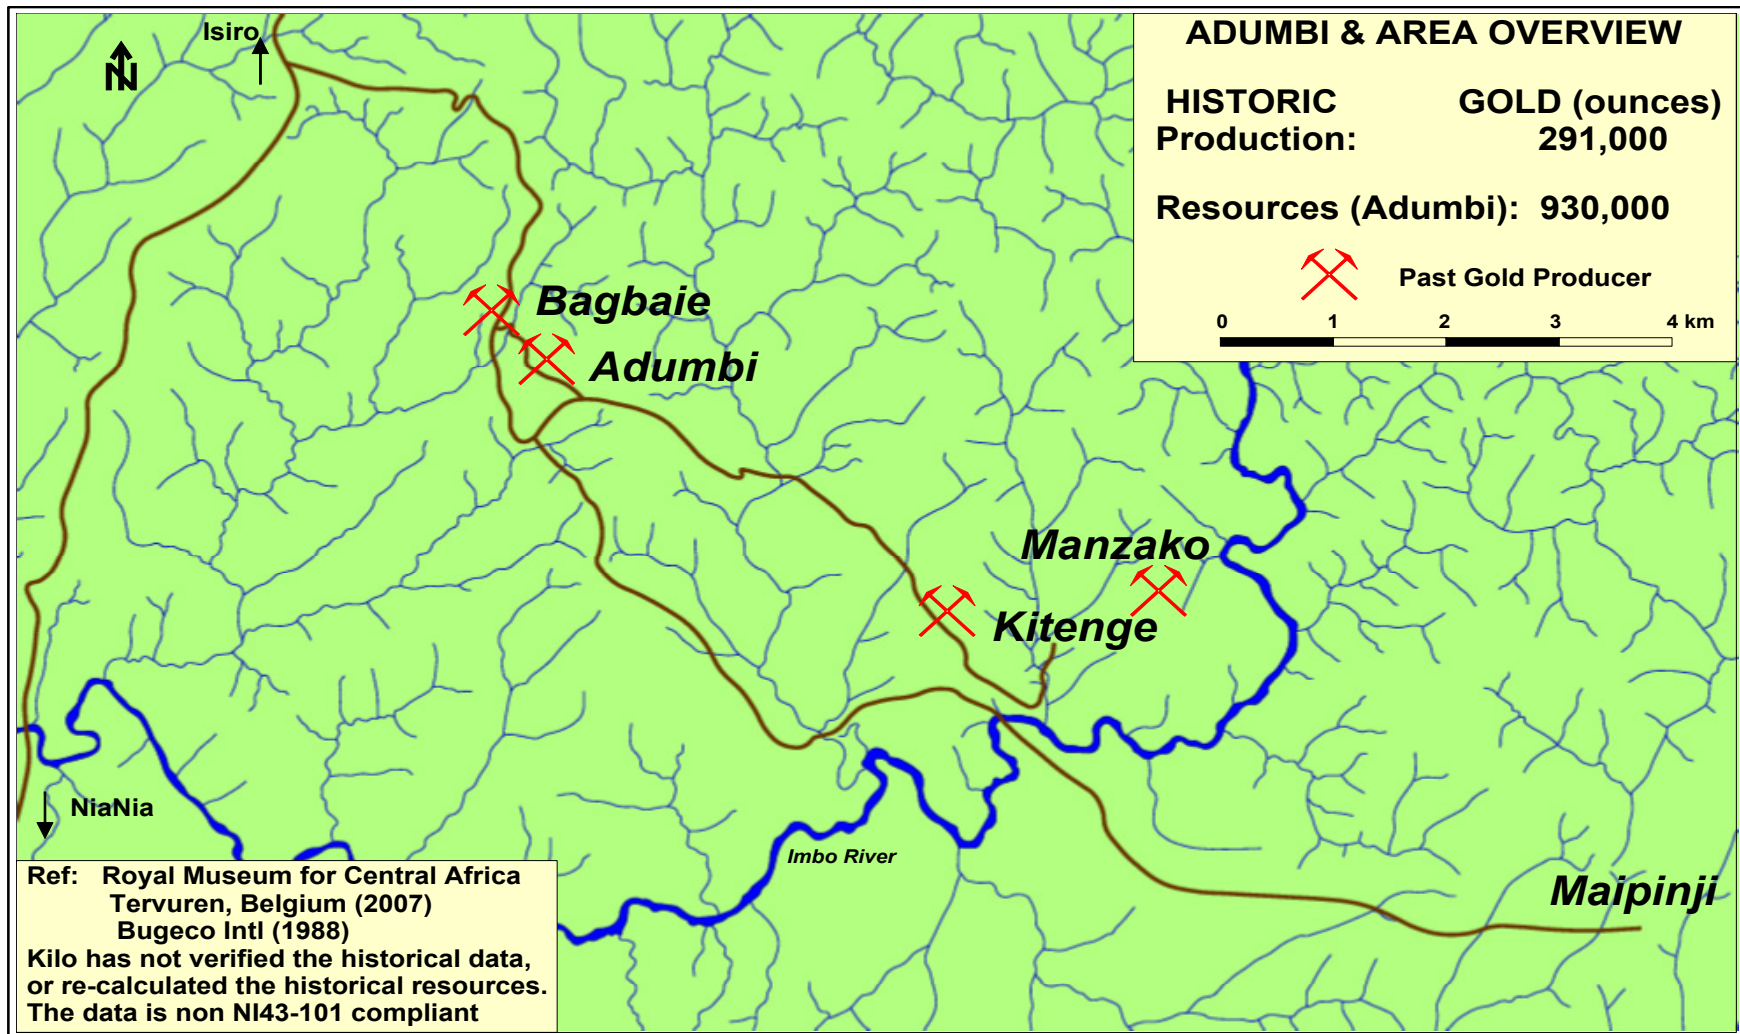 Isiro
N
ADUMBI & AREA OVERVIEW
HISTORIC GOLD (ounces)
Production: 291,000
Resources (Adumbi): 930,000
Past Gold Producer
0 1 2 3 4 km
Bagbaie
Adumbi
Manzako
Kitenge
NiaNia
Imbo River
Maipinji
Ref: Royal Museum for Central Africa
Tervuren, Belgium (2007)
Bugeco Intl (1988)
Kilo has not verified the historical data,
or re-calculated the historical resources.
The data is non NI43-101 compliant